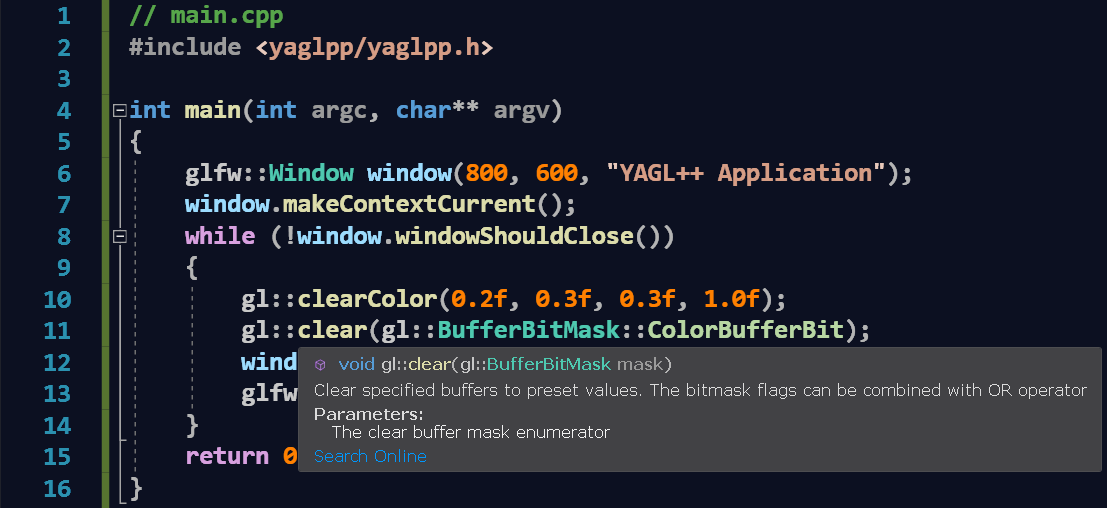 1 // main.cpp
2 #include <yaglpp/yaglpp.h>
3
4 int main(int argc, char** argv)
5 {
6 glfw::Window window(800, 600, "YAGL++ Application");
7 window.makeContextCurrent();
8 while (!window.windowShouldClose())
9 {
10 gl::clearColor(0.2f, 0.3f, 0.3f, 1.0f);
11 gl::clear(gl::BufferBitMask::ColorBufferBit);
12 wind
13 glfw
14 }
15 return 0
16 }
void gl::clear(gl::BufferBitMask mask)
Clear specified buffers to preset values. The bitmask flags can be combined with OR operator
Parameters:
The clear buffer mask enumerator
Search Online